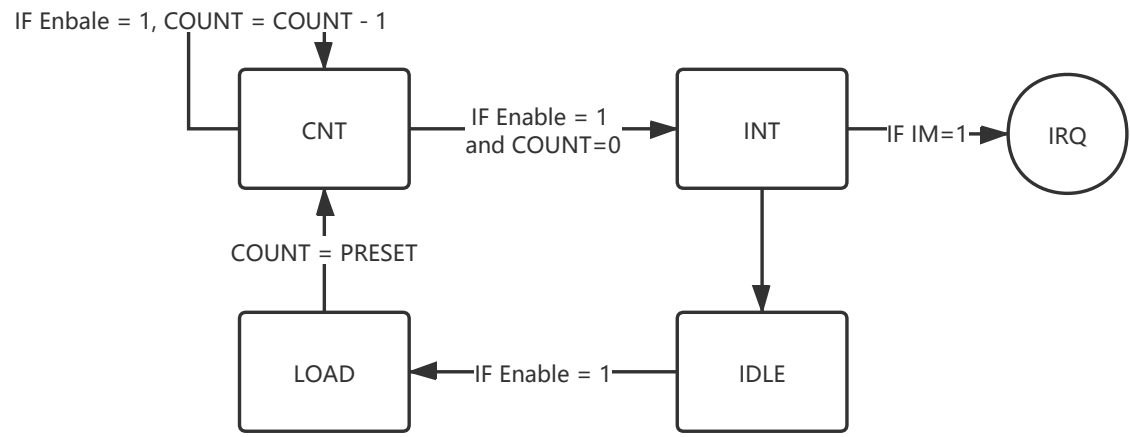 IF Enbale = 1, COUNT = COUNT - 1
CNT
IF Enable = 1
and COUNT=0
INT
IF IM=1
IRQ
COUNT = PRESET
LOAD
IF Enable = 1
IDLE